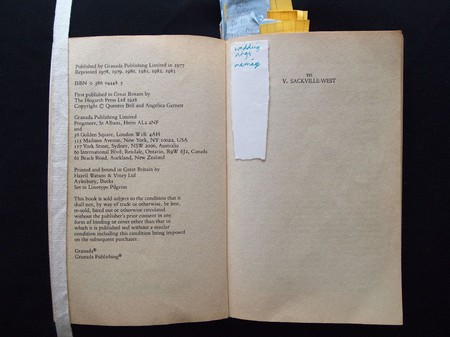 Published by Granada Publishing Limited in 1977
Reprinted 1978, 1979, 1980, 1981, 1982, 1983
ISBN 0 586 04448 7
First published in Great Britain by
The Hogarth Press Ltd 1928
Copyright © Quentin Bell and Angelica Garnett
Granada Publishing Limited
Frogmore, St Albans, Herts AL2 2NF
and
36 Golden Square, London W1R 4AH
515 Madison Avenue, New York, NY 10022, USA
117 York Street, Sydney, NSW 2000, Australia
60 International Blvd, Rexdale, Ontario, R9W 6J2, Canada
61 Beach Road, Auckland, New Zealand
Printed and bound in Great Britain by
Hazell Watson & Viney Ltd
Aylesbury, Bucks
Set in Linotype Pilgrim
This book is sold subject to the condition that it
shall not, by way of trade or otherwise, be lent,
re-sold, hired out or otherwise circulated
without the publisher's prior consent in any
form of binding or cover other than that in
which it is published and without a similar
condition including this condition being imposed
on the subsequent purchaser.
Granada®
Granada Publishing®
wedding
rings
TO
V. SACKVILLE-WEST